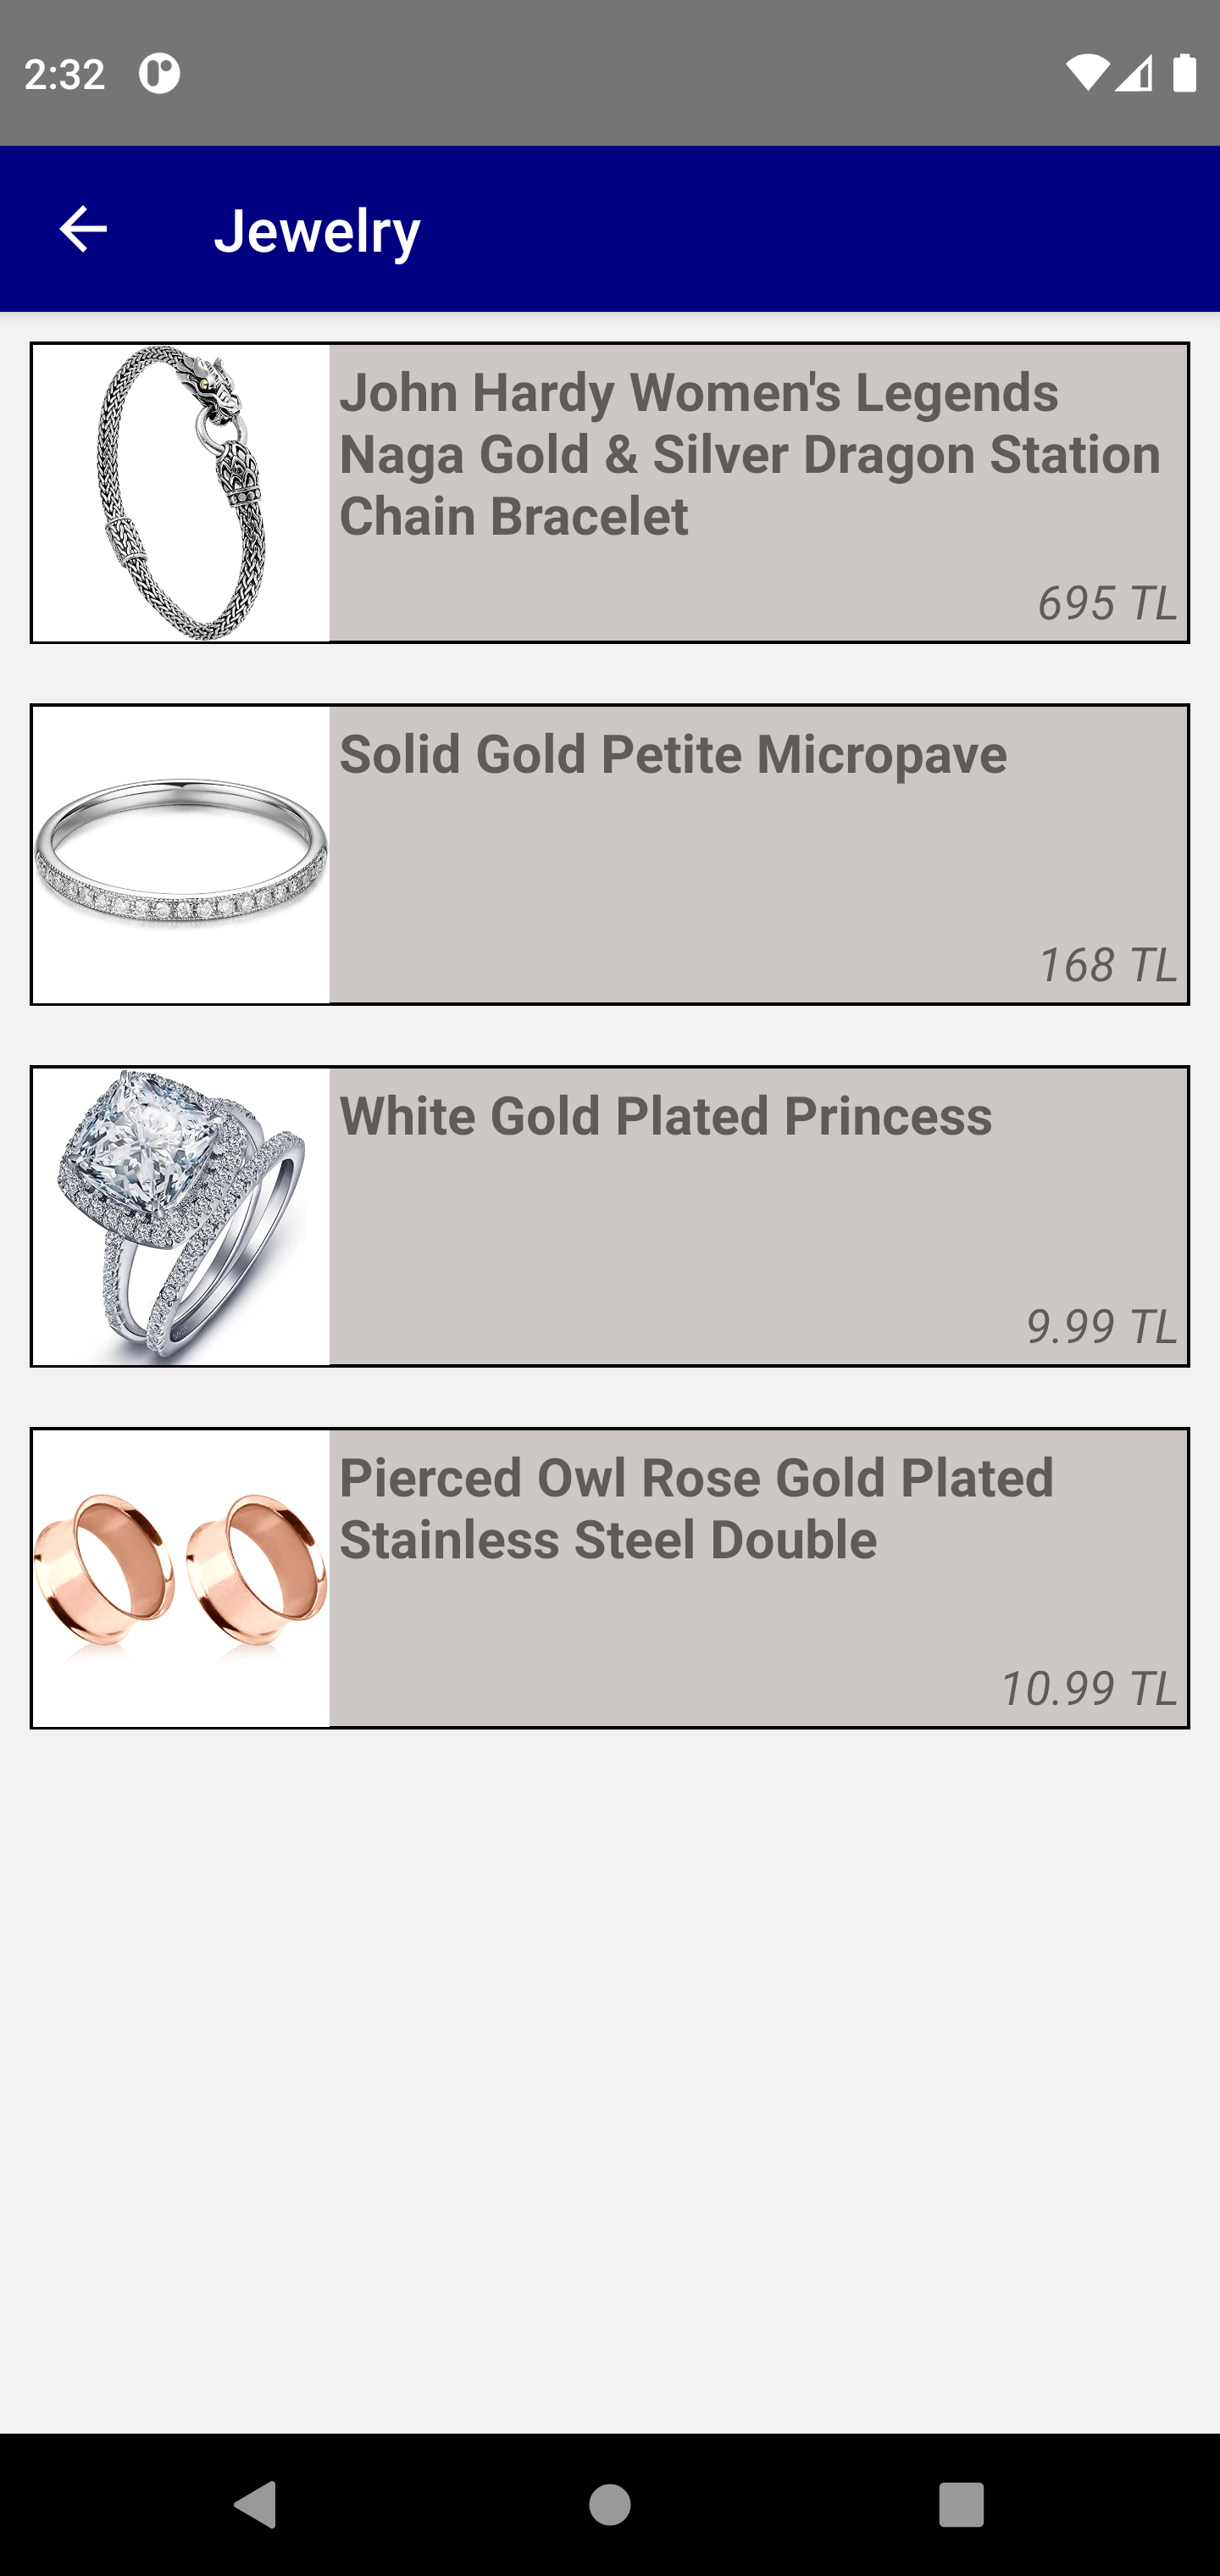 2:32
Jewelry
John Hardy Women's Legends
Naga Gold & Silver Dragon Station
Chain Bracelet
695 TL
Solid Gold Petite Micropave
168 TL
White Gold Plated Princess
9.99 TL
Pierced Owl Rose Gold Plated
Stainless Steel Double
10.99 TL